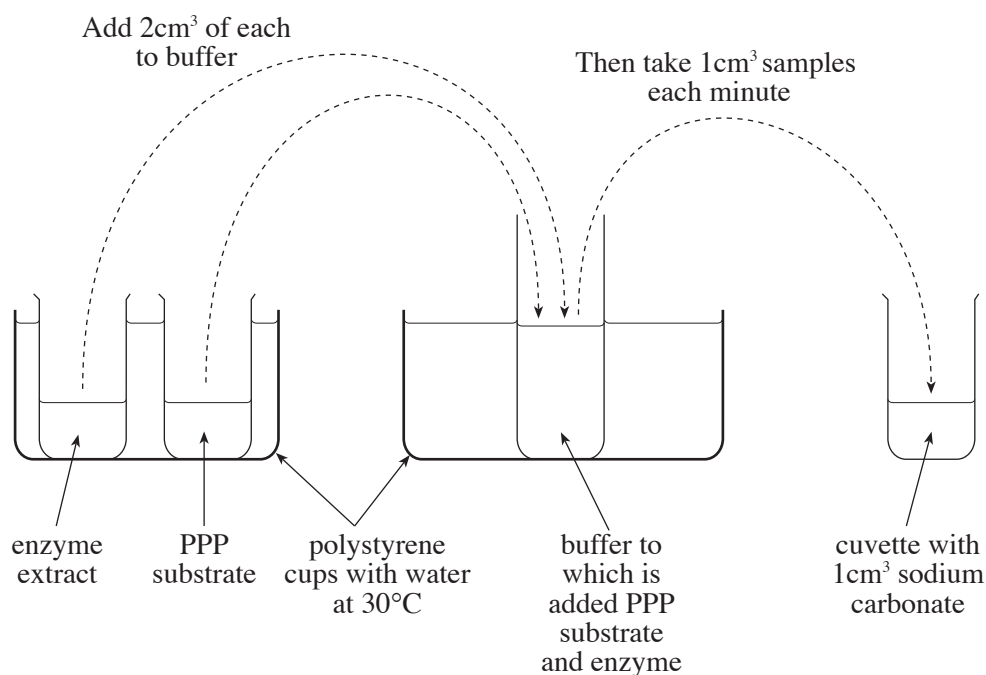 Add 2cm³ of each
to buffer
Then take 1cm³ samples
each minute
enzyme
extract
PPP
substrate
polystyrene
cups with water
at 30°C
buffer to
which is
added PPP
substrate
and enzyme
cuvette with
1cm³ sodium
carbonate